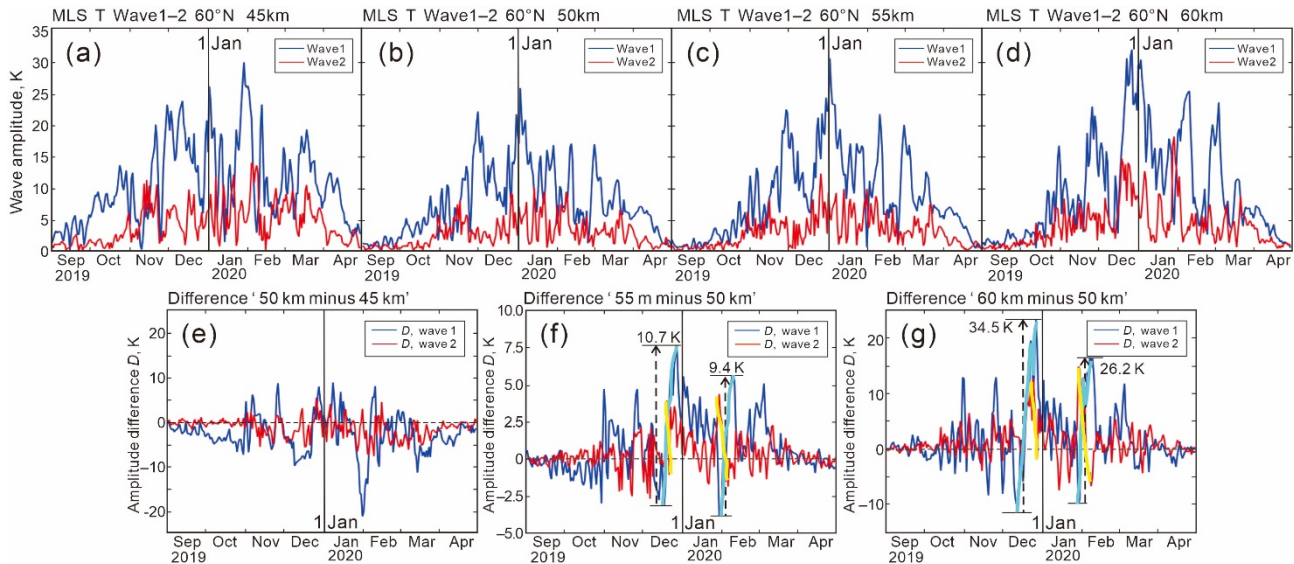 MLS T Wave1–2 60°N 45km
MLS T Wave1–2 60°N 50km
MLS T Wave1–2 60°N 55km
MLS T Wave1–2 60°N 60km
Wave amplitude, K
35
30
25
20
15
10
5
0
(a)
1 Jan
Wave1
Wave2
(b)
1 Jan
Wave1
Wave2
(c)
1 Jan
Wave1
Wave2
(d)
1 Jan
Wave1
Wave2
Sep Oct Nov Dec Jan Feb Mar Apr
2019 2020
Sep Oct Nov Dec Jan Feb Mar Apr
2019 2020
Sep Oct Nov Dec Jan Feb Mar Apr
2019 2020
Sep Oct Nov Dec Jan Feb Mar Apr
2019 2020
Difference ‘ 50 km minus 45 km’
Amplitude difference D, K
20
10
0
−10
−20
(e)
D, wave 1
D, wave 2
1 Jan
Sep Oct Nov Dec Jan Feb Mar Apr
2019 2020
Difference ‘ 55 m minus 50 km’
Amplitude difference D, K
10.0
7.5
5.0
2.5
0
−2.5
−5.0
(f)
10.7 K
9.4 K
D, wave 1
D, wave 2
1 Jan
Sep Oct Nov Dec Jan Feb Mar Apr
2019 2020
Difference ‘ 60 km minus 50 km’
Amplitude difference D, K
20
10
0
−10
(g)
34.5 K
26.2 K
D, wave 1
D, wave 2
1 Jan
Sep Oct Nov Dec Jan Feb Mar Apr
2019 2020